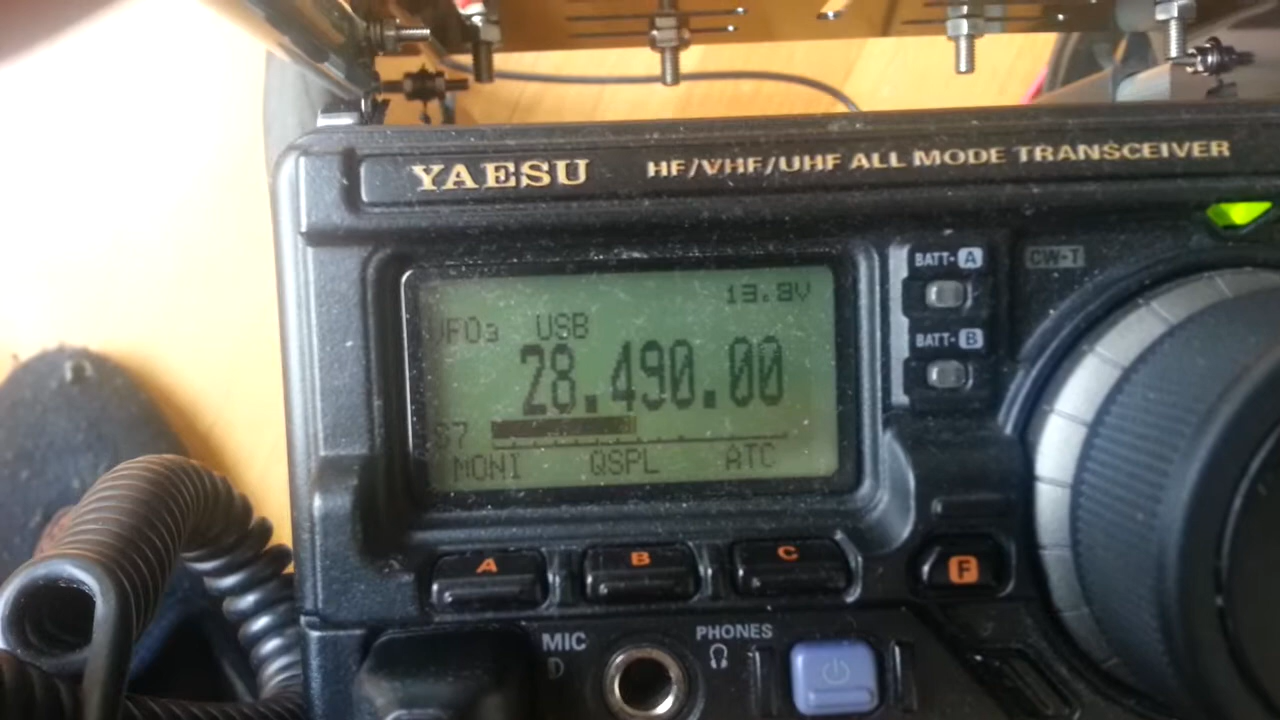 YAESU HF/VHF/UHF ALL MODE TRANSCEIVER
BATT-A
CW-T
13.8V
VFOa USB
28.490.00
BATT-B
S7
MONI QSPL ATC
A B C
F
MIC
PHONES